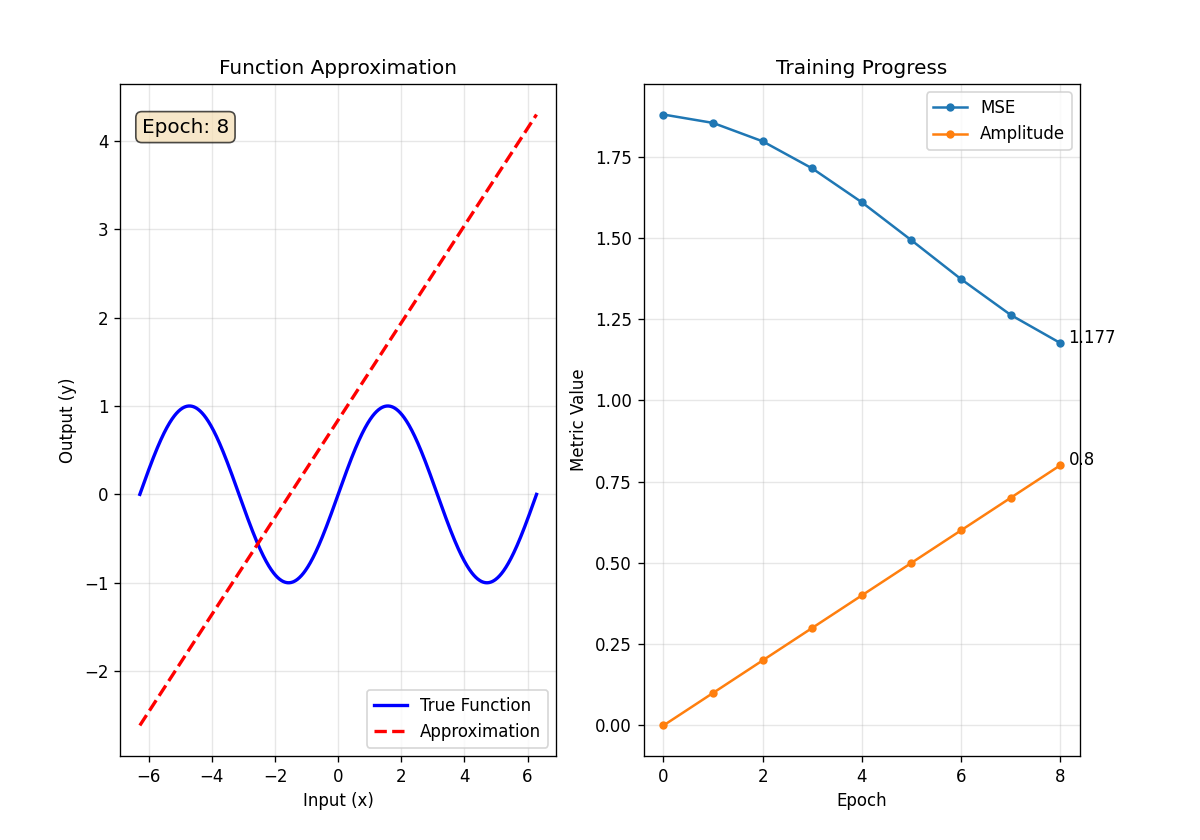 Function Approximation
Epoch: 8
4
3
2
1
0
−1
−2
Output (y)
−6
−4
−2
0
2
4
6
Input (x)
True Function
Approximation
Training Progress
MSE
Amplitude
1.75
1.50
1.25
1.00
0.75
0.50
0.25
0.00
Metric Value
1.177
0.8
0
2
4
6
8
Epoch